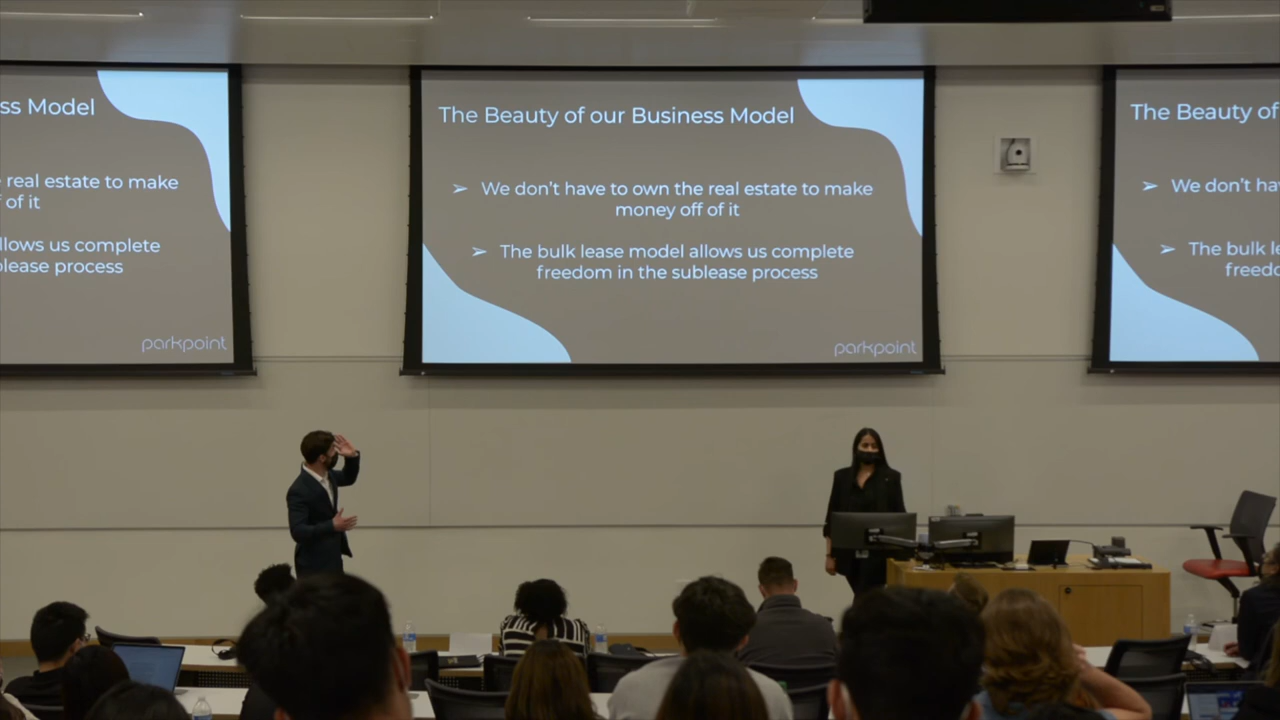 ss Model
real estate to make
of it
llows us complete
blease process
parkpoint
The Beauty of our Business Model
➢ We don't have to own the real estate to make
money off of it
➢ The bulk lease model allows us complete
freedom in the sublease process
parkpoint
The Beauty of
➢ We don't hav
➢ The bulk le
freedo